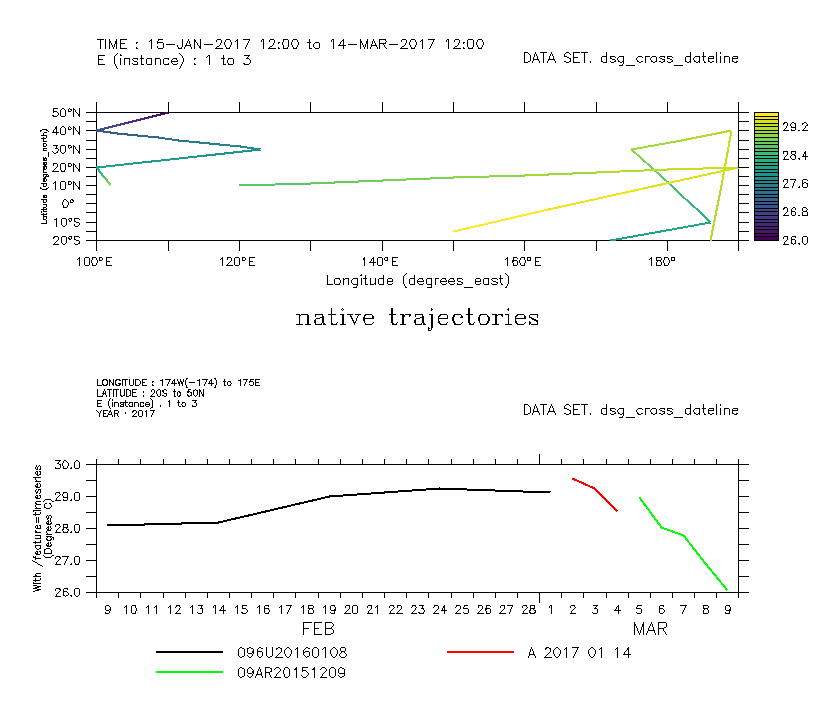 TIME : 15-JAN-2017 12:00 to 14-MAR-2017 12:00
E (instance) : 1 to 3
DATA SET. dsg_cross_dateline
50°N
40°N
30°N
20°N
10°N
0°
10°S
20°S
Latitude (degrees_north)
29.2
28.4
27.6
26.8
26.0
100°E 120°E 140°E 160°E 180°
Longitude (degrees_east)
native trajectories
LONGITUDE : 174W(-174) to 175E
LATITUDE : 20S to 50N
E (instance) . 1 to 3
YEAR · 2017
DATA SET. dsg_cross_dateline
30.0
29.0
28.0
27.0
26.0
With /feature=timeseries
(Degrees C)
9 10 11 12 13 14 15 16 17 18 19 20 21 22 23 24 25 26 27 28 1 2 3 4 5 6 7 8 9
FEB MAR
096U20160108 A 2017 01 14
09AR20151209